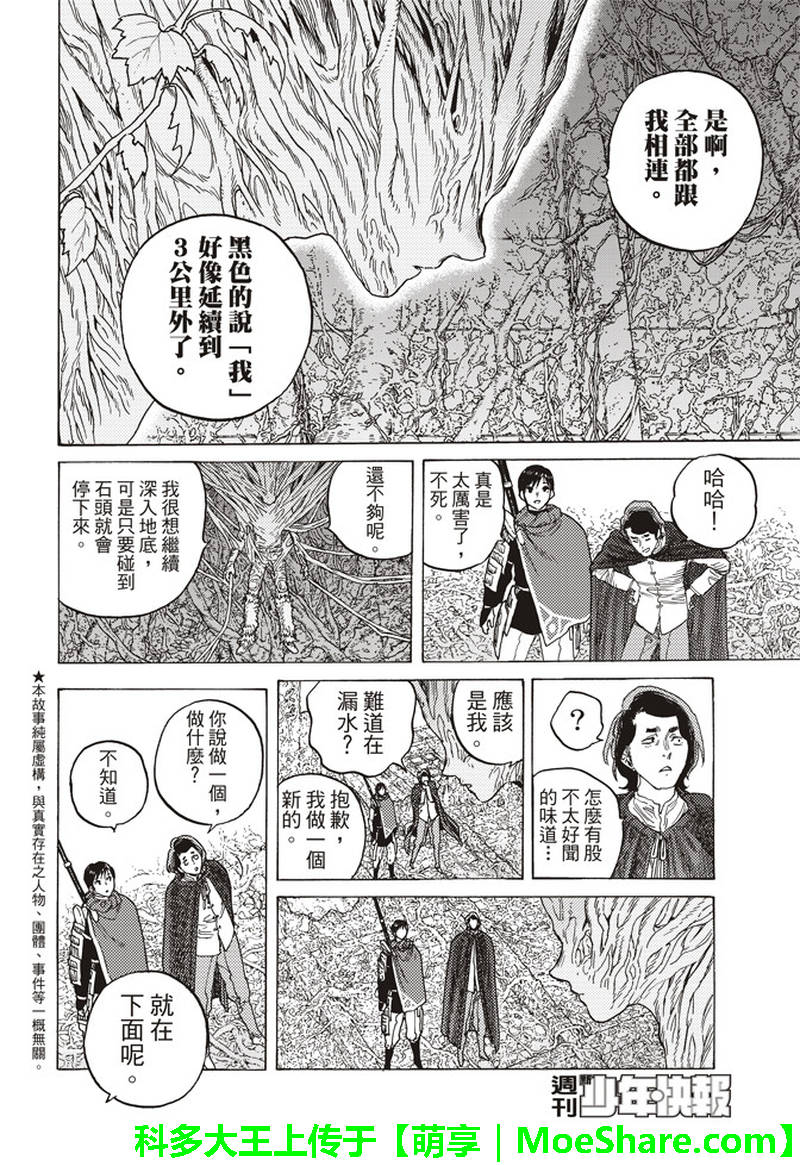 是啊，
全部都跟
我相連。
黑色的說「我」
好像延續到
3公里外了。
哈哈！
真是
太厲害了，
不死。
還不夠呢。
我很想繼續
深入地底，
可是只要碰到
石頭就會
停下來。
？
怎麼有股
不太好聞
的味道…
應該
是我。
難道在
漏水？
抱歉，
我做一個
新的。
你說做一個，
做什麼？
不知道。
就在
下面呢。
★本故事純屬虛構，與真實存在之人物、團體、事件等一概無關。
週刊新少年快報
科多大王上传于【萌享｜MoeShare.com】